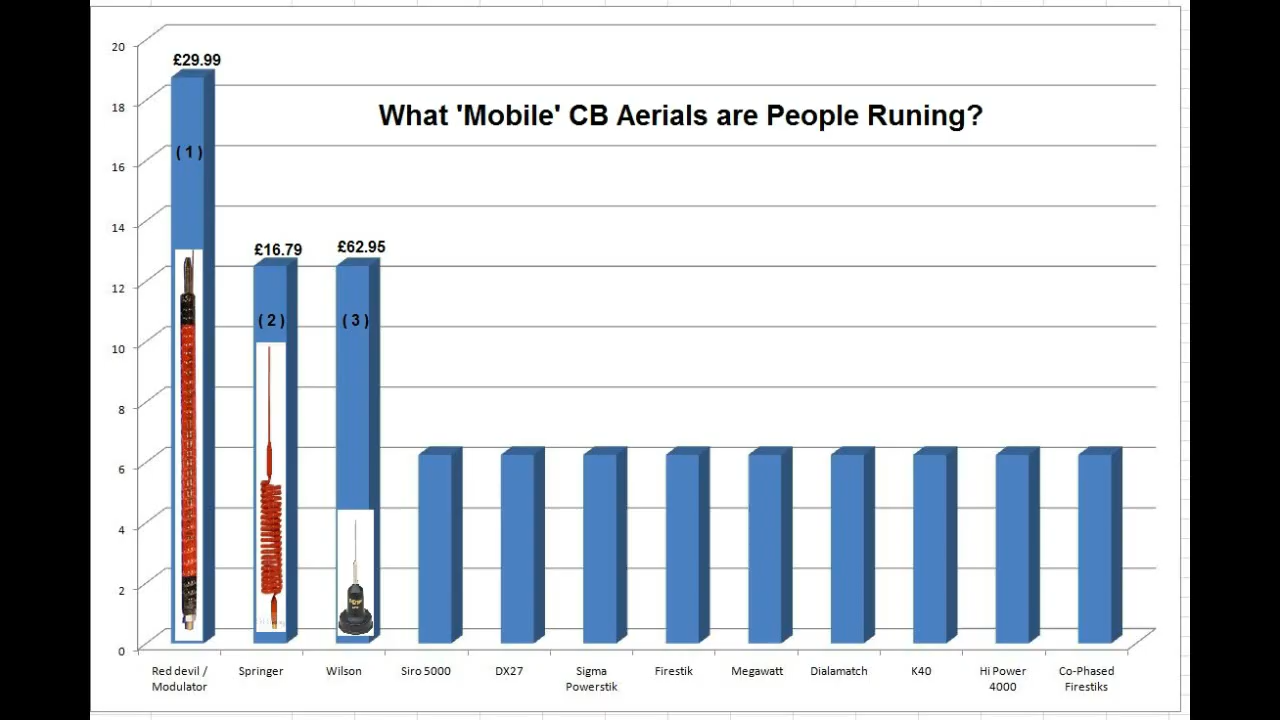 £29.99
What 'Mobile' CB Aerials are People Runing?
( 1 )
£16.79
£62.95
( 2 )
( 3 )
20
18
16
14
12
10
8
6
4
2
0
Red devil /
Modulator
Springer
Wilson
Siro 5000
DX27
Sigma
Powerstik
Firestik
Megawatt
Dialamatch
K40
Hi Power
4000
Co-Phased
Firestiks